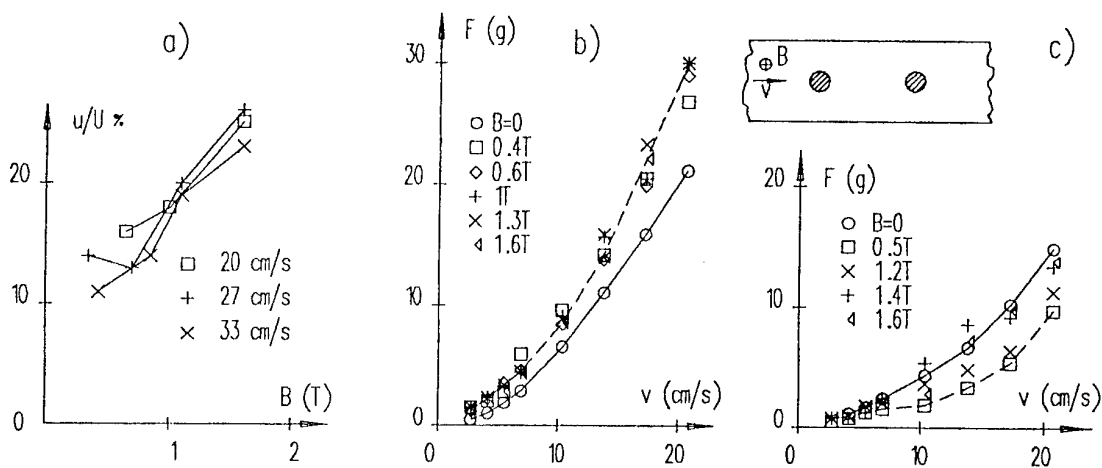 a)
u/U %
20
10
0
1
2
B (T)
□ 20 cm/s
+ 27 cm/s
× 33 cm/s
F (g)
b)
30
20
10
0
○ B=0
□ 0.4T
◇ 0.6T
+ 1T
× 1.3T
◁ 1.6T
v (cm/s)
0
10
20
c)
B
v
F (g)
20
10
0
○ B=0
□ 0.5T
× 1.2T
+ 1.4T
◁ 1.6T
v (cm/s)
0
10
20